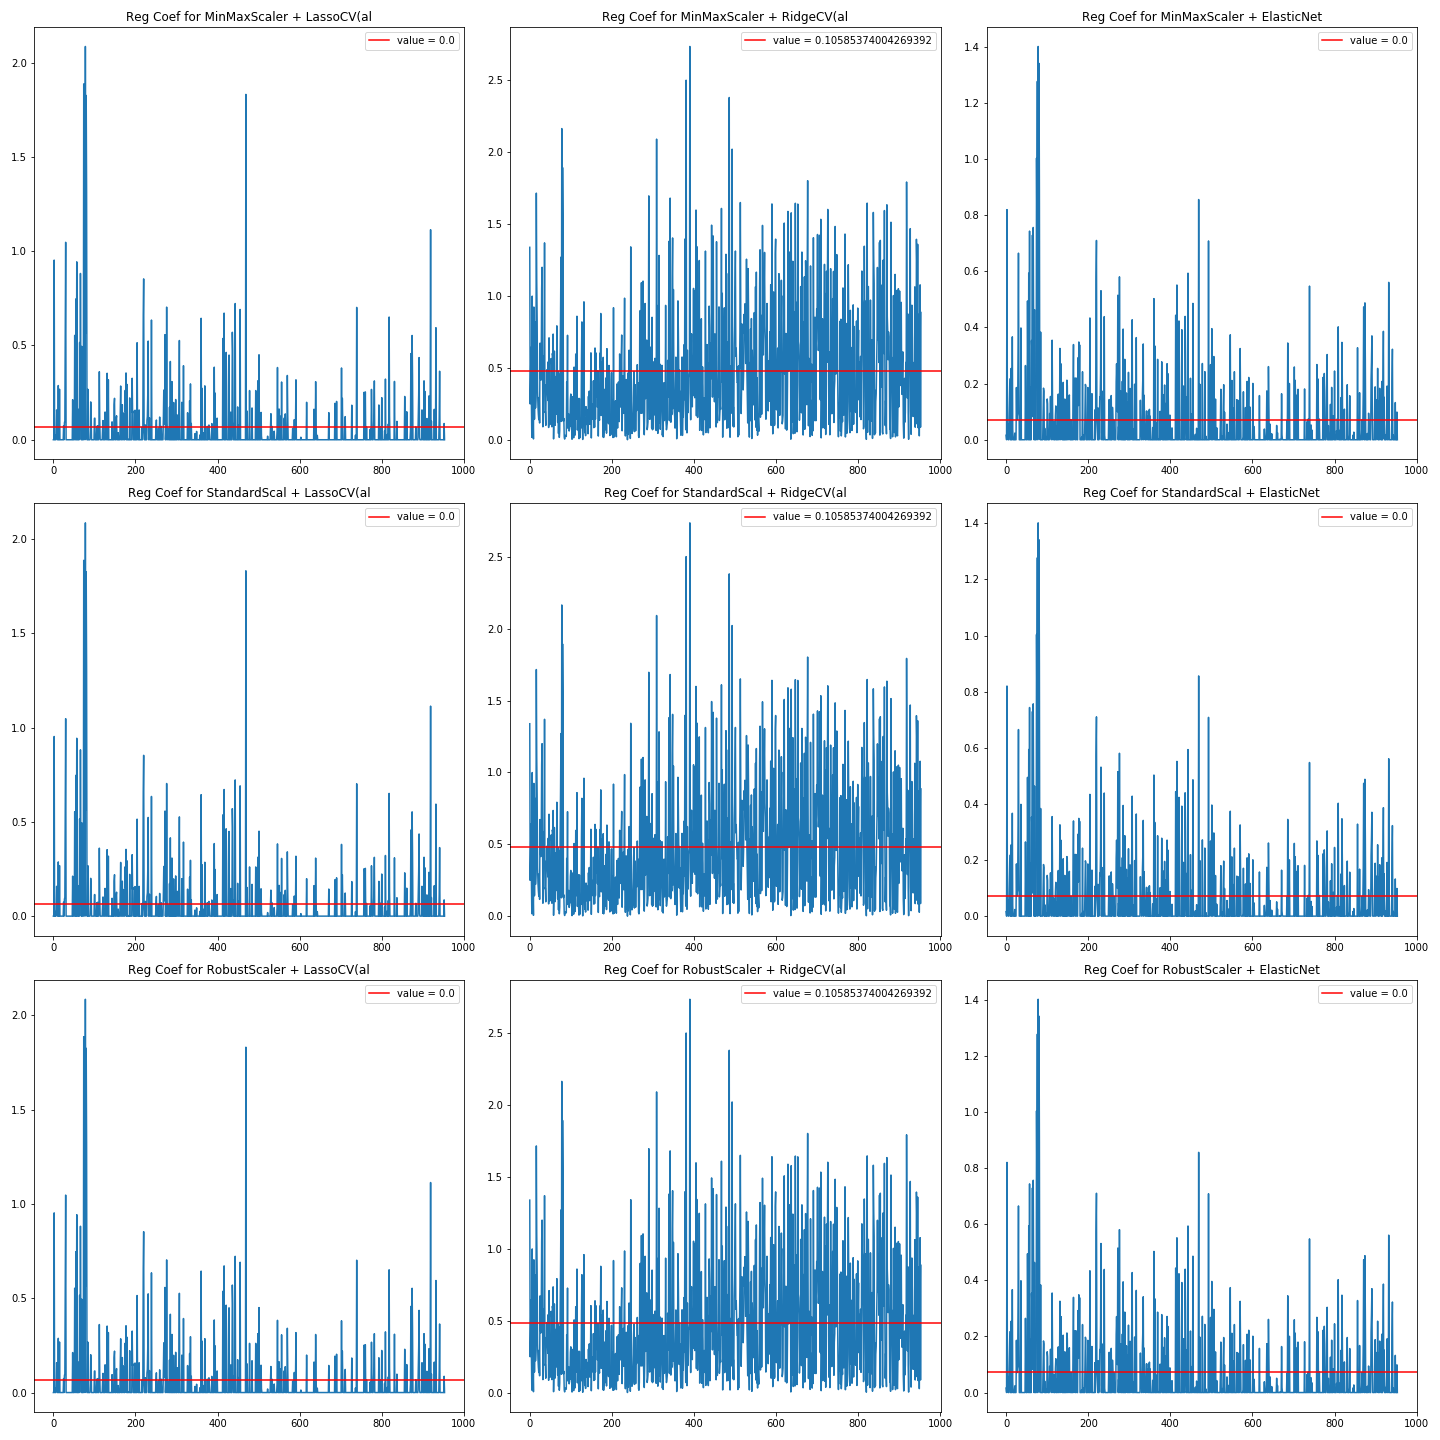 Reg Coef for MinMaxScaler + LassoCV(al
Reg Coef for MinMaxScaler + RidgeCV(al
Reg Coef for MinMaxScaler + ElasticNet
value = 0.0
value = 0.10585374004269392
value = 0.0
2.0
1.5
1.0
0.5
0.0
0 200 400 600 800 1000
2.5
2.0
1.5
1.0
0.5
0.0
0 200 400 600 800 1000
1.4
1.2
1.0
0.8
0.6
0.4
0.2
0.0
0 200 400 600 800 1000
Reg Coef for StandardScal + LassoCV(al
Reg Coef for StandardScal + RidgeCV(al
Reg Coef for StandardScal + ElasticNet
value = 0.0
value = 0.10585374004269392
value = 0.0
2.0
1.5
1.0
0.5
0.0
0 200 400 600 800 1000
2.5
2.0
1.5
1.0
0.5
0.0
0 200 400 600 800 1000
1.4
1.2
1.0
0.8
0.6
0.4
0.2
0.0
0 200 400 600 800 1000
Reg Coef for RobustScaler + LassoCV(al
Reg Coef for RobustScaler + RidgeCV(al
Reg Coef for RobustScaler + ElasticNet
value = 0.0
value = 0.10585374004269392
value = 0.0
2.0
1.5
1.0
0.5
0.0
0 200 400 600 800 1000
2.5
2.0
1.5
1.0
0.5
0.0
0 200 400 600 800 1000
1.4
1.2
1.0
0.8
0.6
0.4
0.2
0.0
0 200 400 600 800 1000